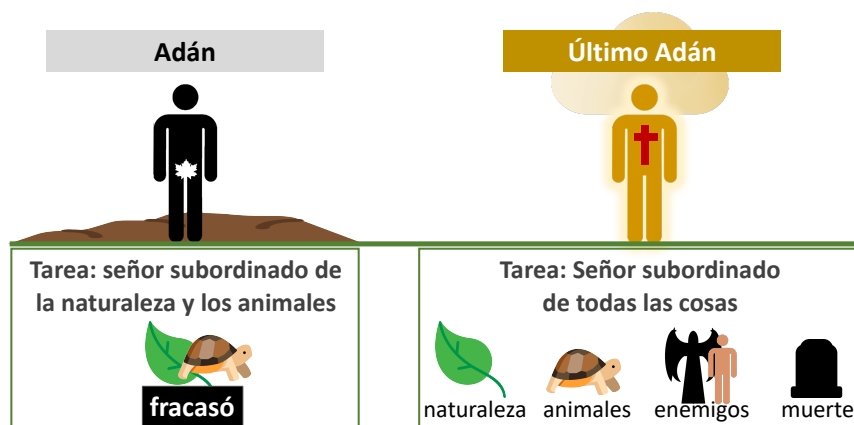 Adán
Último Adán
Tarea: señor subordinado de
la naturaleza y los animales
fracasó
Tarea: Señor subordinado
de todas las cosas
naturaleza
animales
enemigos
muerte